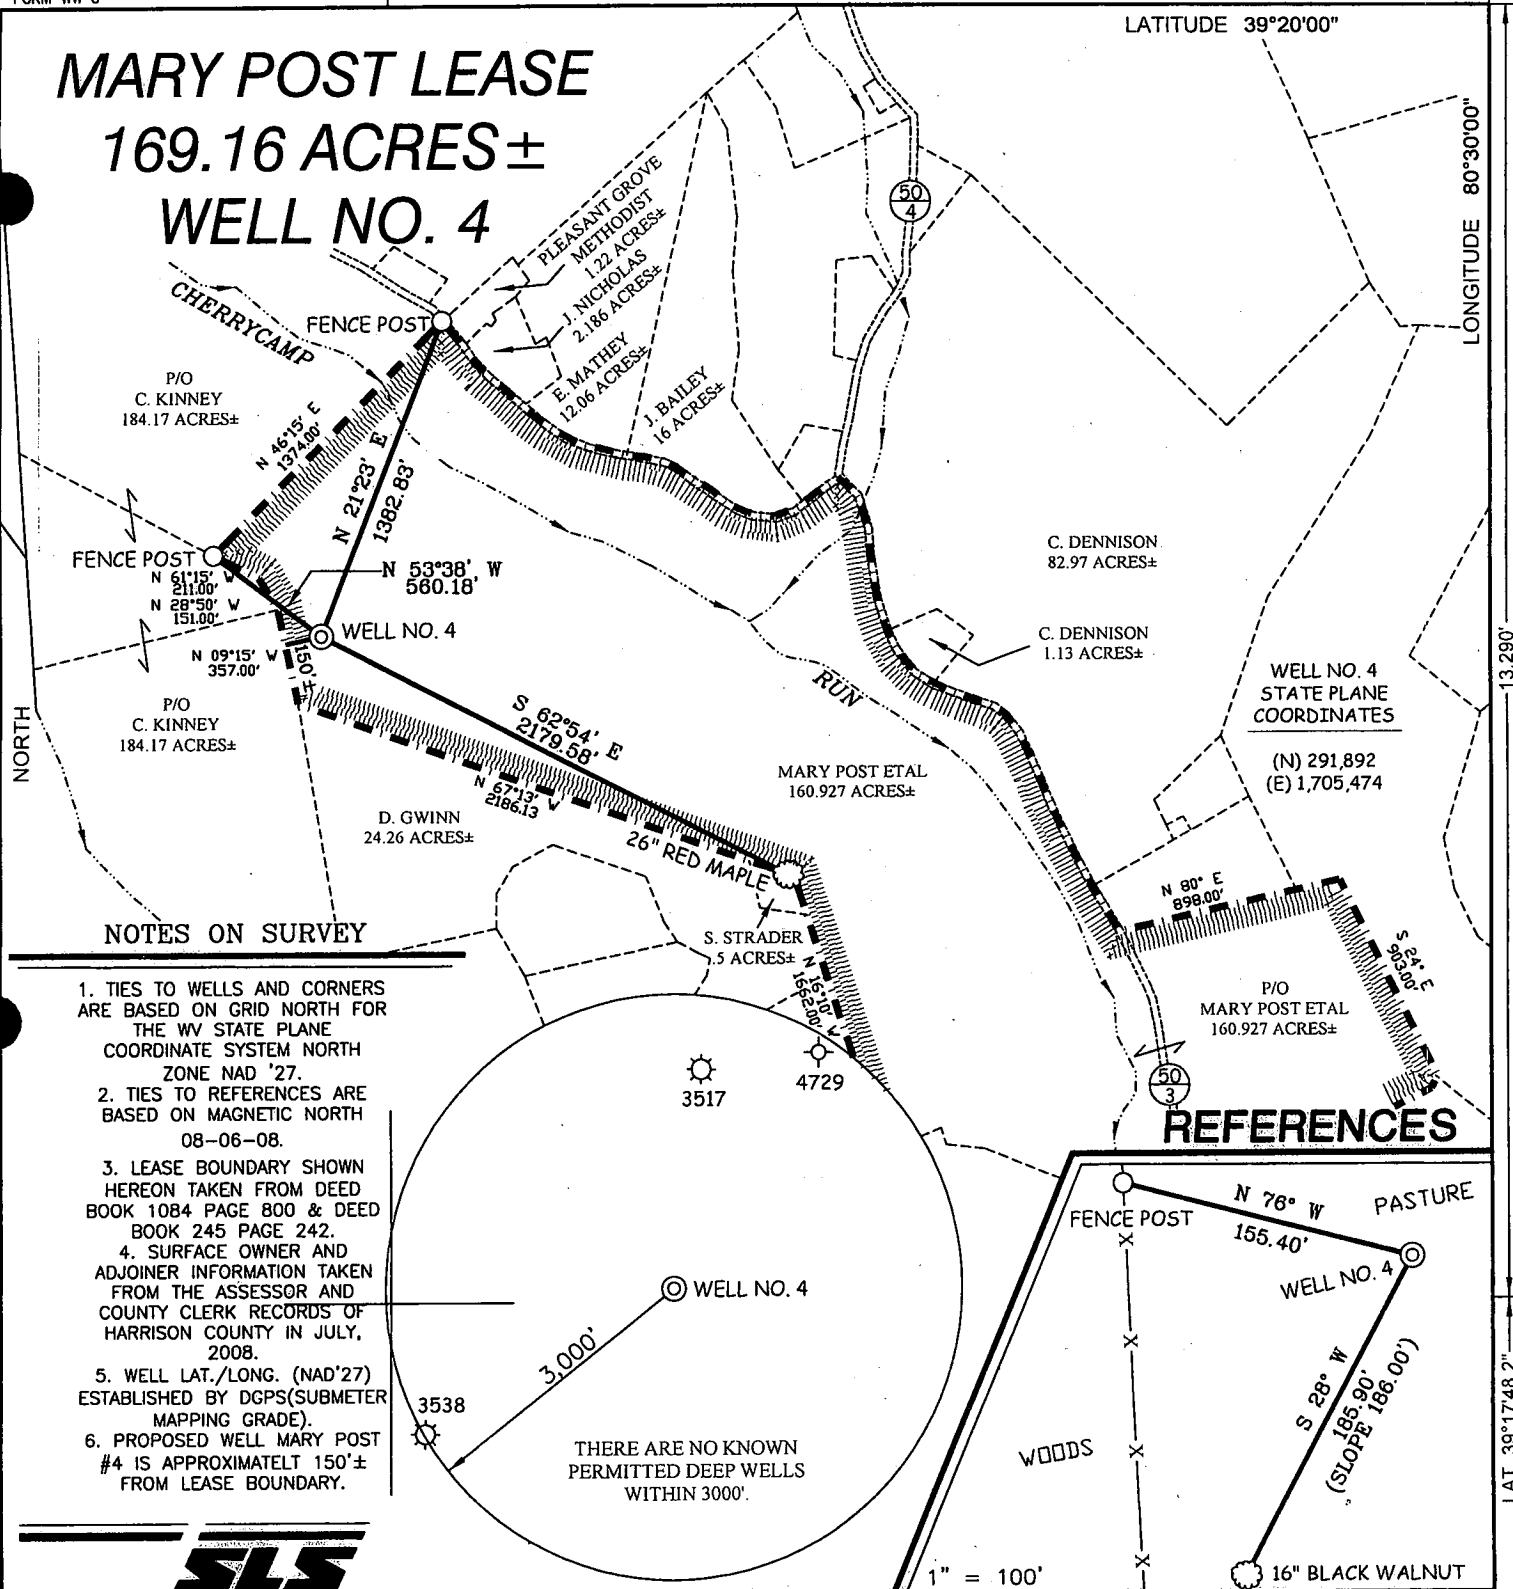 LATITUDE 39°20'00"
MARY POST LEASE
169.16 ACRES±
WELL NO. 4
LONGITUDE 80°30'00"
50
4
PLEASANT GROVE
METHODIST
1.22 ACRES±
J. NICHOLAS
2.186 ACRES±
E. MATHEY
12.06 ACRES±
J. BAILEY
16 ACRES±
CHERRYCAMP
FENCE POST
P/O
C. KINNEY
184.17 ACRES±
N 46°15' E
1374.00'
N 21°23' E
1382.83'
FENCE POST
N 61°15' W
211.00'
N 28°50' W
151.00'
N 53°38' W
560.18'
WELL NO. 4
N 09°15' W
357.00'
150'±
P/O
C. KINNEY
184.17 ACRES±
NORTH
S 62°54' E
2179.58'
N 67°13' W
2186.13
D. GWINN
24.26 ACRES±
26" RED MAPLE
RUN
MARY POST ETAL
160.927 ACRES±
C. DENNISON
82.97 ACRES±
C. DENNISON
1.13 ACRES±
WELL NO. 4
STATE PLANE
COORDINATES
(N) 291,892
(E) 1,705,474
13,290'
N 80° E
898.00'
S 24° E
903.00'
P/O
MARY POST ETAL
160.927 ACRES±
S. STRADER
.5 ACRES±
N 16°10' W
1662.00'
50
3
NOTES ON SURVEY
1. TIES TO WELLS AND CORNERS
ARE BASED ON GRID NORTH FOR
THE WV STATE PLANE
COORDINATE SYSTEM NORTH
ZONE NAD '27.
2. TIES TO REFERENCES ARE
BASED ON MAGNETIC NORTH
08-06-08.
3. LEASE BOUNDARY SHOWN
HEREON TAKEN FROM DEED
BOOK 1084 PAGE 800 & DEED
BOOK 245 PAGE 242.
4. SURFACE OWNER AND
ADJOINER INFORMATION TAKEN
FROM THE ASSESSOR AND
COUNTY CLERK RECORDS OF
HARRISON COUNTY IN JULY,
2008.
5. WELL LAT./LONG. (NAD'27)
ESTABLISHED BY DGPS(SUBMETER
MAPPING GRADE).
6. PROPOSED WELL MARY POST
#4 IS APPROXIMATELT 150'±
FROM LEASE BOUNDARY.
SLS
3517
4729
WELL NO. 4
3,000'
3538
THERE ARE NO KNOWN
PERMITTED DEEP WELLS
WITHIN 3000'.
REFERENCES
FENCE POST
N 76° W
155.40'
PASTURE
WELL NO. 4
S 28° W
185.90'
(SLOPE 186.00')
WOODS
X
X
X
X
1" = 100'
16" BLACK WALNUT
LAT 39°17'48.2"